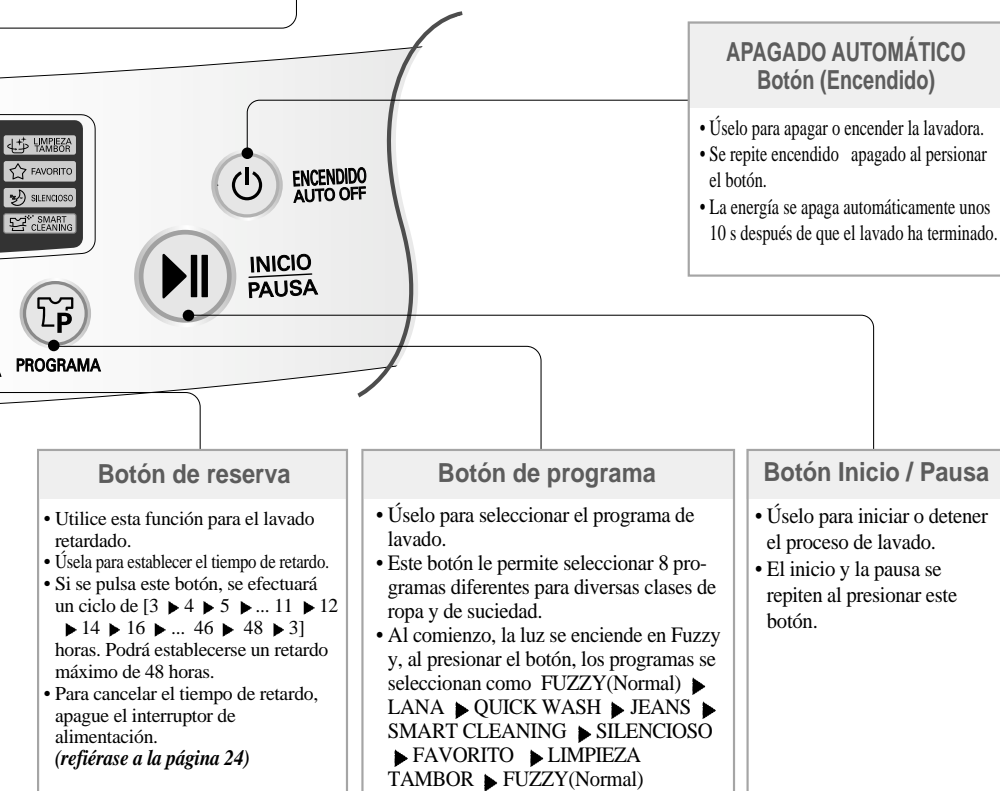 APAGADO AUTOMÁTICO
Botón (Encendido)
• Úselo para apagar o encender la lavadora.
• Se repite encendido apagado al persionar
el botón.
• La energía se apaga automáticamente unos
10 s después de que el lavado ha terminado.
LIMPIEZA
TAMBOR
FAVORITO
SILENCIOSO
SMART
CLEANING
ENCENDIDO
AUTO OFF
INICIO
PAUSA
P
PROGRAMA
Botón de reserva
• Utilice esta función para el lavado
retardado.
• Úsela para establecer el tiempo de retardo.
• Si se pulsa este botón, se efectuará
un ciclo de [3 ▶ 4 ▶ 5 ▶ ... 11 ▶ 12
▶ 14 ▶ 16 ▶ ... 46 ▶ 48 ▶ 3]
horas. Podrá establecerse un retardo
máximo de 48 horas.
• Para cancelar el tiempo de retardo,
apague el interruptor de
alimentación.
(refiérase a la página 24)
Botón de programa
• Úselo para seleccionar el programa de
lavado.
• Este botón le permite seleccionar 8 pro-
gramas diferentes para diversas clases de
ropa y de suciedad.
• Al comienzo, la luz se enciende en Fuzzy
y, al presionar el botón, los programas se
seleccionan como FUZZY(Normal) ▶
LANA ▶ QUICK WASH ▶ JEANS ▶
SMART CLEANING ▶ SILENCIOSO
▶ FAVORITO ▶ LIMPIEZA
TAMBOR ▶ FUZZY(Normal)
Botón Inicio / Pausa
• Úselo para iniciar o detener
el proceso de lavado.
• El inicio y la pausa se
repiten al presionar este
botón.